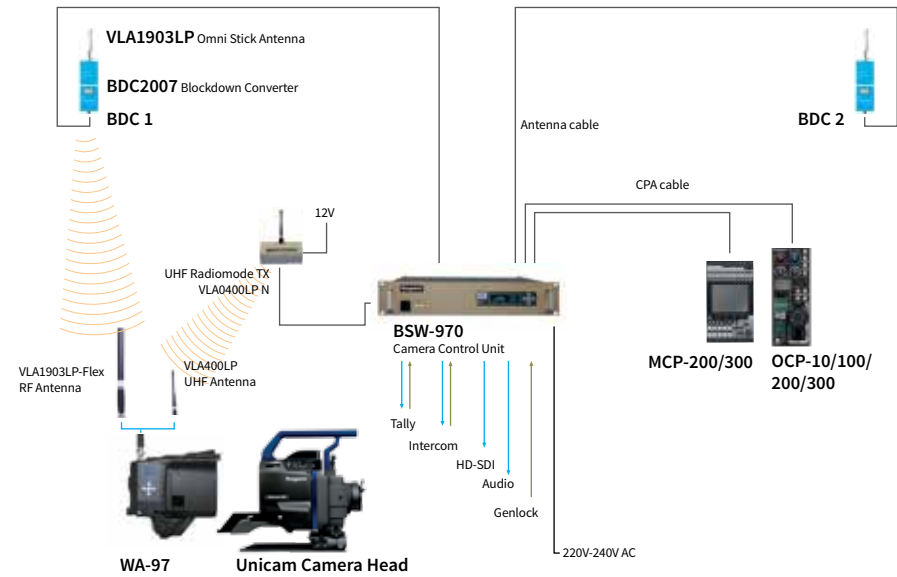 VLA1903LP Omni Stick Antenna
BDC2007 Blockdown Converter
BDC 1
BDC 2
Antenna cable
CPA cable
12V
UHF Radiomode TX
VLA0400LP N
BSW-970
Camera Control Unit
MCP-200/300
OCP-10/100/
200/300
VLA1903LP-Flex
RF Antenna
VLA400LP
UHF Antenna
Tally
Intercom
HD-SDI
Audio
Genlock
220V-240V AC
WA-97
Unicam Camera Head